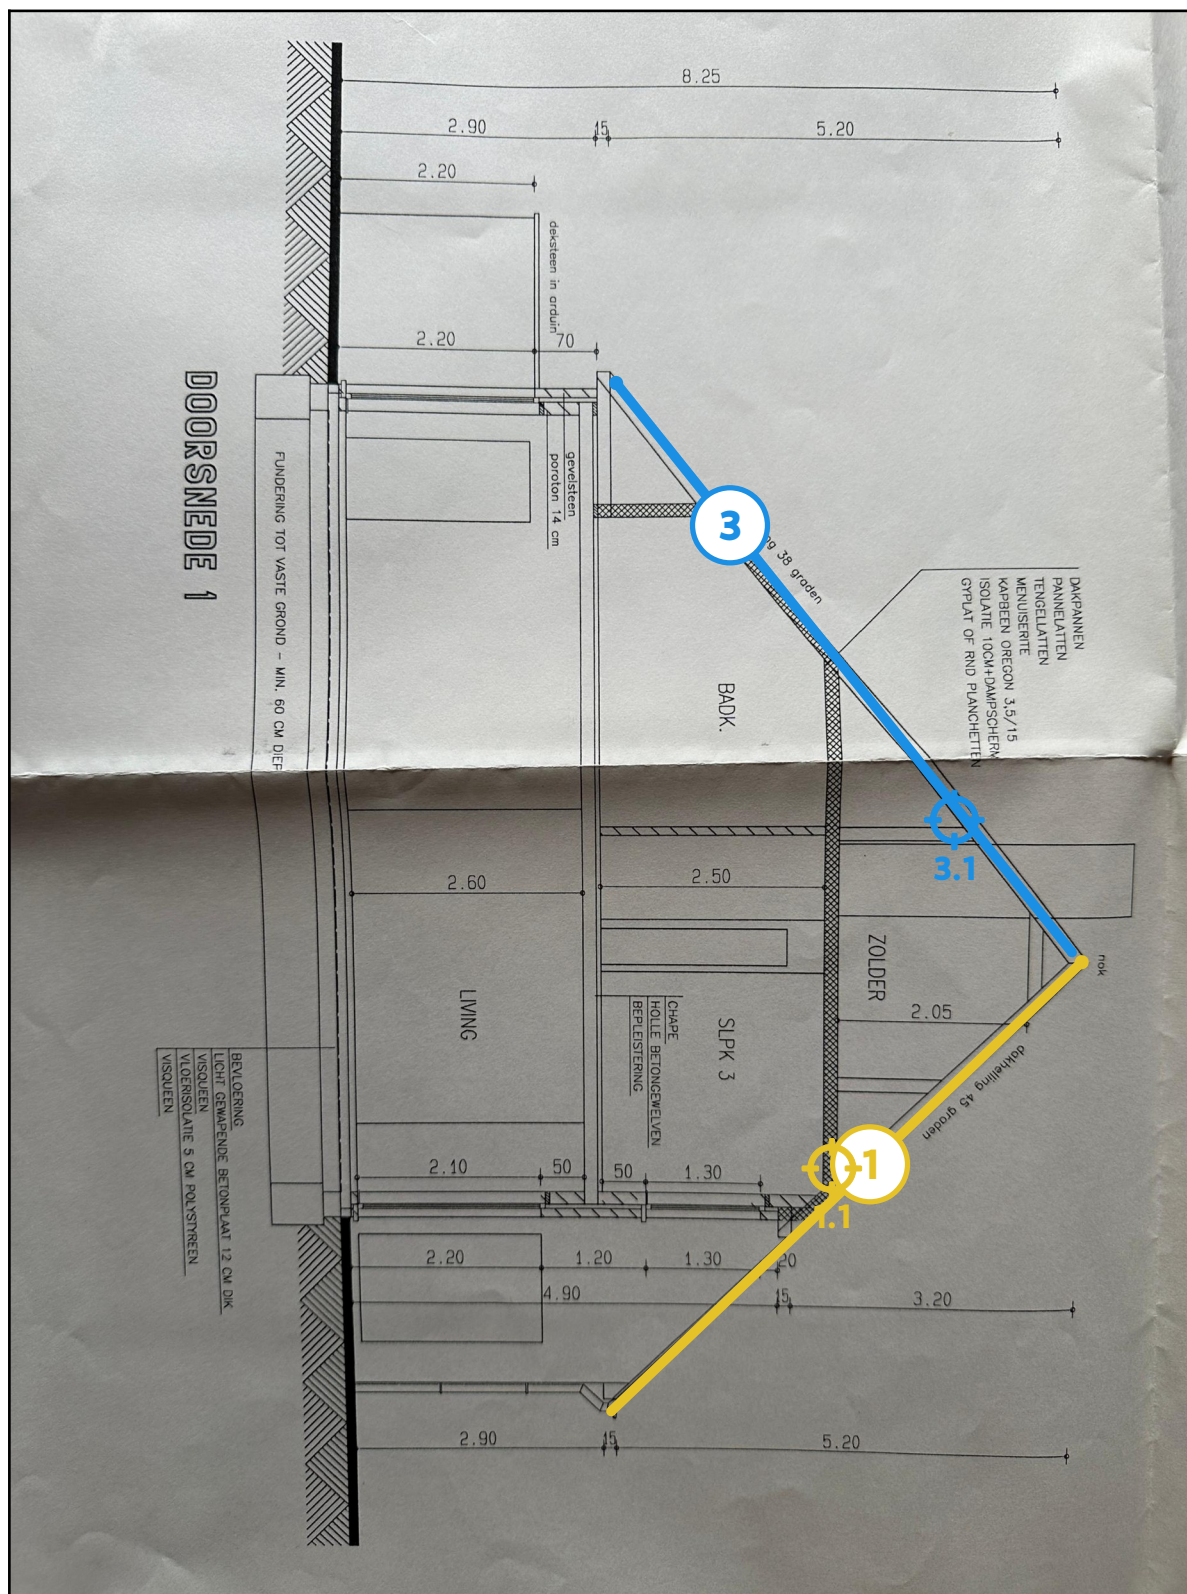 8.25
2.90
15
5.20
2.20
deksteen in arduin
2.20
70
DOORSNEDE 1
FUNDERING TOT VASTE GROND - MIN. 60 CM DIEP
gevelsteen
poroton 14 cm
3
38 graden
DAKPANNEN
PANNELATTEN
TENGELLATTEN
MENUISERITE
KAPBEEN OREGON 3,5/15
ISOLATIE 10CM+DAMPSCHERM
GYPLAT OF RND PLANCHETTEN
BADK.
3.1
2.60
2.50
ZOLDER
nok
2.05
dakhelling 45 graden
LIVING
SLPK 3
CHAPE
HOLLE BETONGEWELVEN
BEPLEISTERING
BEVLOERING
LICHT GEWAPENDE BETONPLAAT 12 CM DIK
VISQUEEN
VLOERISOLATIE 5 CM POLYSTYREEN
VISQUEEN
2.10
50
50
1.30
1
1.1
2.20
1.20
1.30
20
4.90
15
3.20
2.90
15
5.20